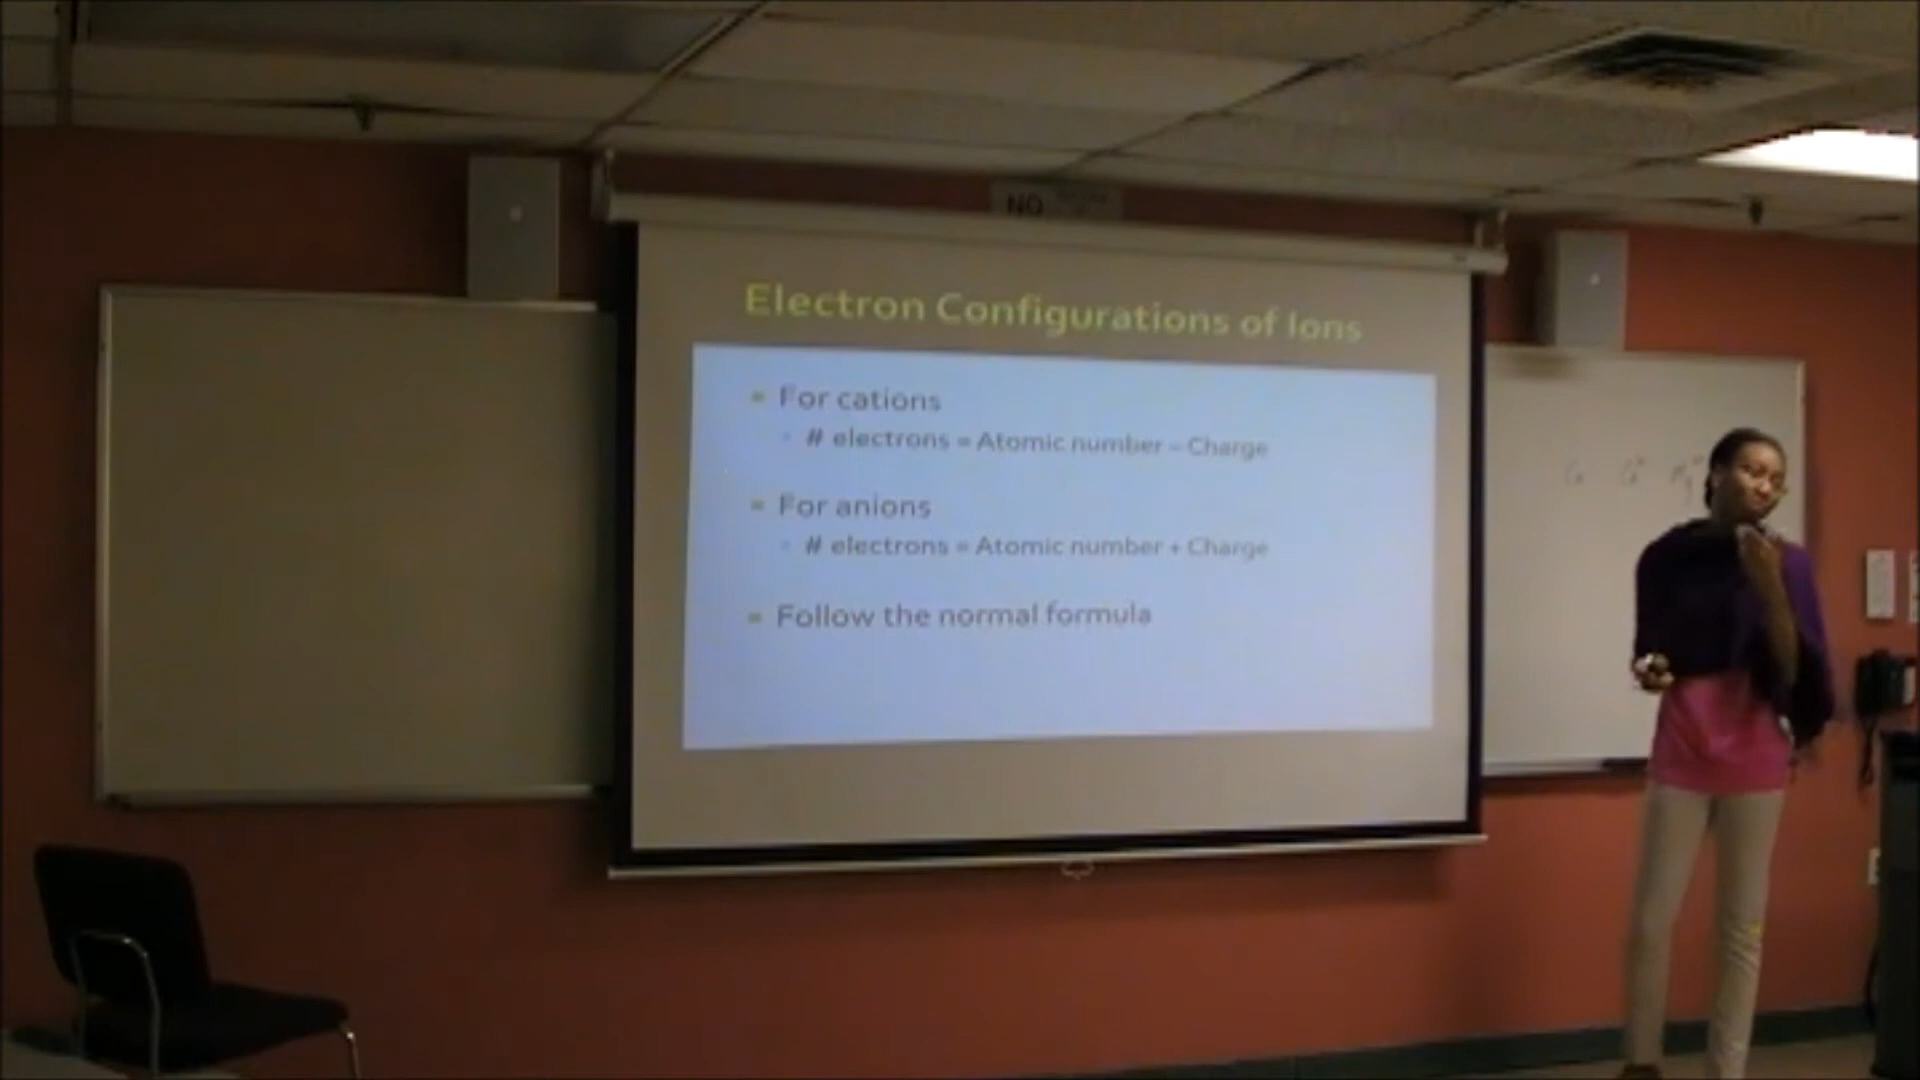 NO
Electron Configurations of Ions
For cations
# electrons = Atomic number – Charge
For anions
# electrons = Atomic number + Charge
Follow the normal formula